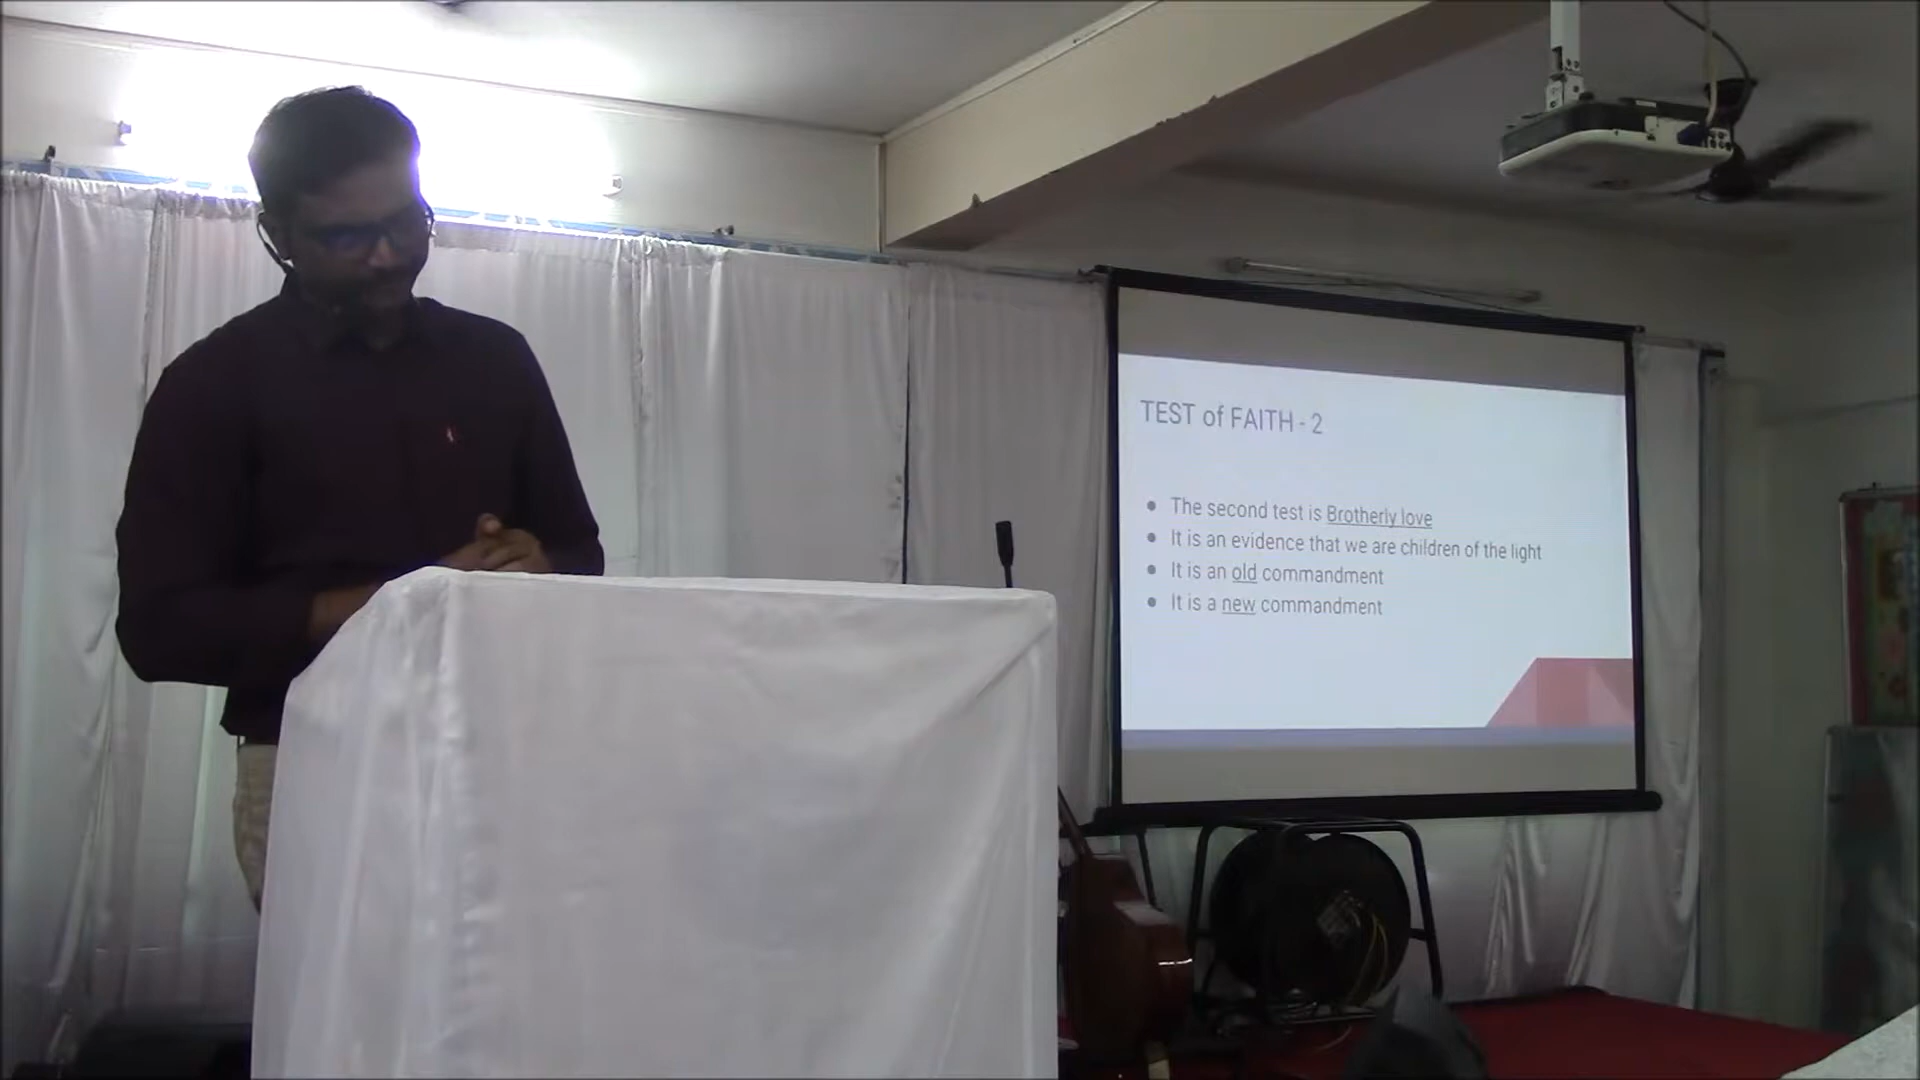 TEST of FAITH - 2
● The second test is Brotherly love
● It is an evidence that we are children of the light
● It is an old commandment
● It is a new commandment